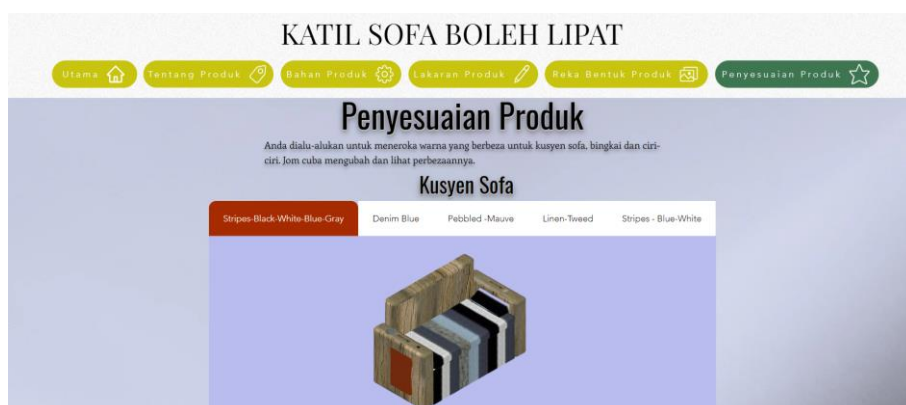 KATIL SOFA BOLEH LIPAT
Utama
Tentang Produk
Bahan Produk
Lakaran Produk
Reka Bentuk Produk
Penyesuaian Produk
Penyesuaian Produk
Anda dialu-alukan untuk meneroka warna yang berbeza untuk kusyen sofa, bingkai dan ciri-
ciri. Jom cuba mengubah dan lihat perbezaannya.
Kusyen Sofa
Stripes-Black-White-Blue-Gray
Denim Blue
Pebbled -Mauve
Linen-Tweed
Stripes - Blue-White